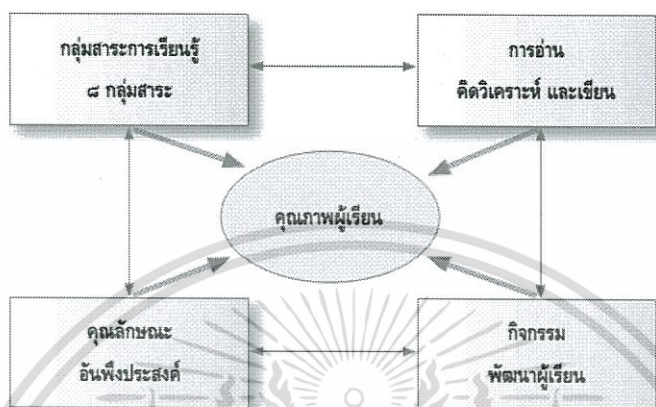 กลุ่มสาระการเรียนรู้
๘ กลุ่มสาระ
การอ่าน
คิดวิเคราะห์ และเขียน
คุณภาพผู้เรียน
คุณลักษณะ
อันพึงประสงค์
กิจกรรม
พัฒนาผู้เรียน